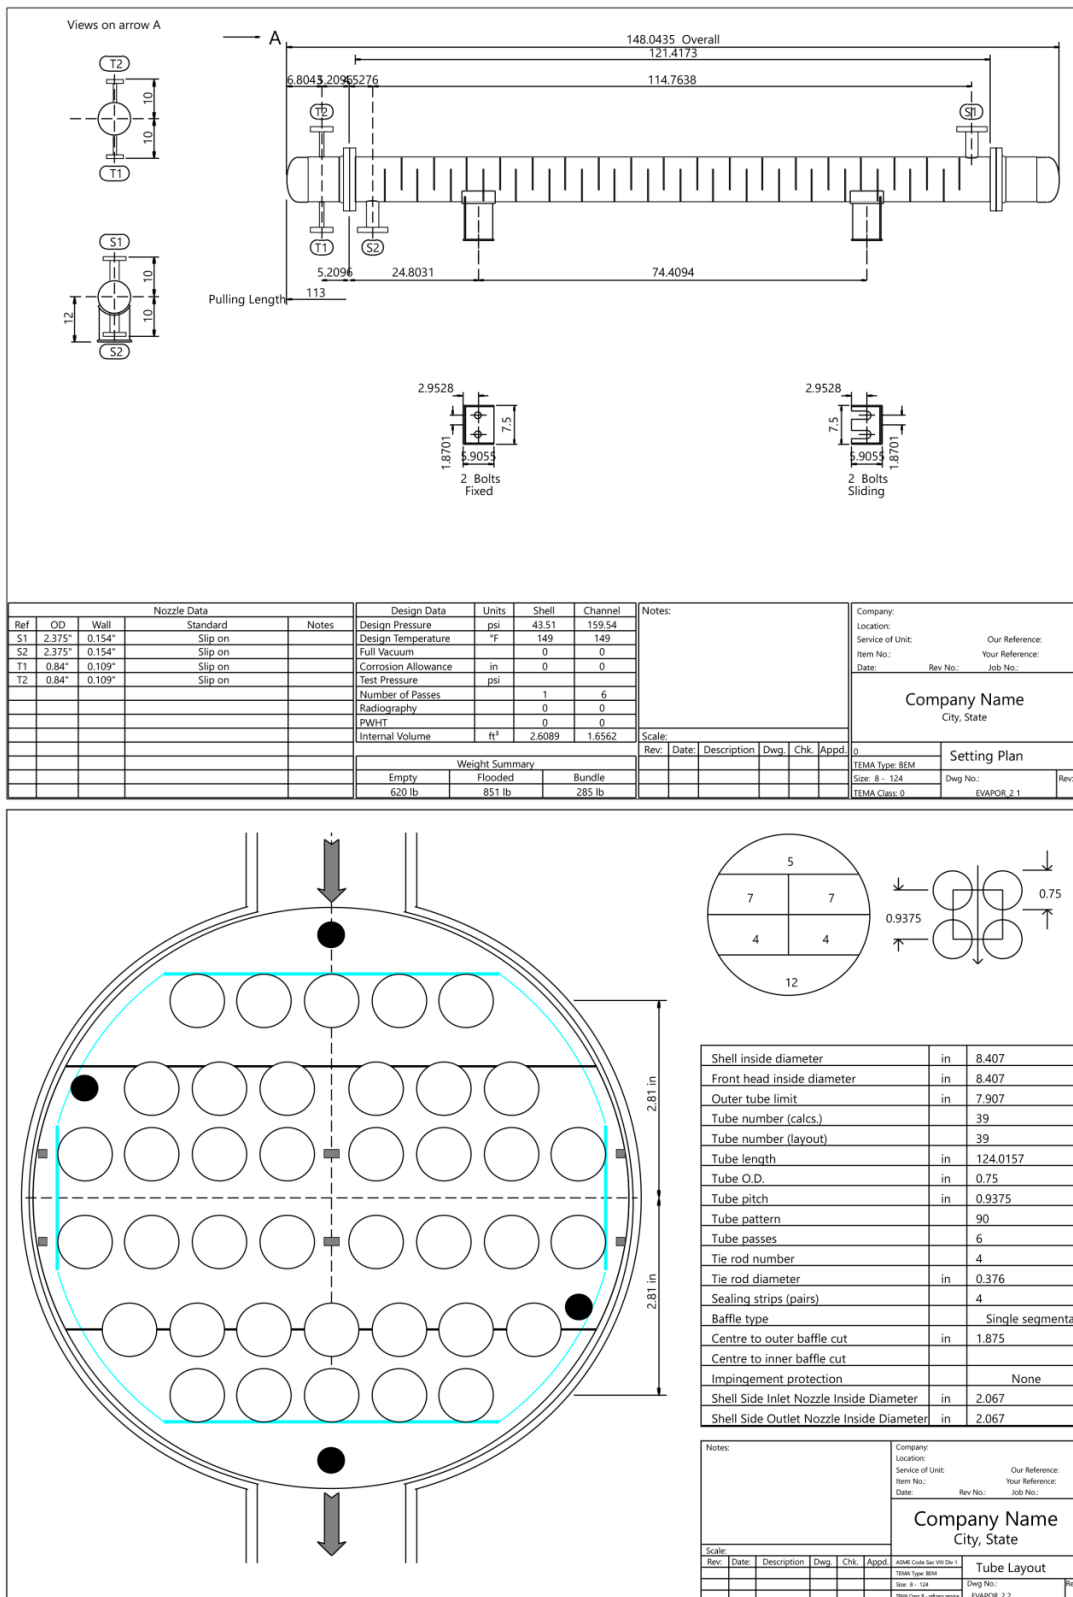 Views on arrow A
A
148.0435 Overall
121.4173
6.8043 5.2096 4.5276 114.7638
T2
10
10
T1
T2
S1
T1
S2
5.2096 24.8031 74.4094
Pulling Length 113
S1
10
12
10
S2
2.9528
7.5
1.8701
5.9055
2 Bolts
Fixed
2.9528
7.5
1.8701
5.9055
2 Bolts
Sliding
Nozzle Data
Ref OD Wall Standard Notes
S1 2.375" 0.154" Slip on
S2 2.375" 0.154" Slip on
T1 0.84" 0.109" Slip on
T2 0.84" 0.109" Slip on
Design Data Units Shell Channel
Design Pressure psi 43.51 159.54
Design Temperature °F 149 149
Full Vacuum 0 0
Corrosion Allowance in 0 0
Test Pressure psi
Number of Passes 1 6
Radiography 0 0
PWHT 0 0
Internal Volume ft³ 2.6089 1.6562
Weight Summary
Empty Flooded Bundle
620 lb 851 lb 285 lb
Notes:
Scale:
Rev: Date: Description Dwg. Chk. Appd.
Company:
Location:
Service of Unit: Our Reference:
Item No.: Your Reference:
Date: Rev No.: Job No.:
Company Name
City, State
0
TEMA Type: BEM
Size: 8 - 124
TEMA Class: 0
Setting Plan
Dwg No.: Rev:
EVAPOR_2 1
2.81 in
2.81 in
5
7 7
4 4
12
0.9375
0.75
Shell inside diameter in 8.407
Front head inside diameter in 8.407
Outer tube limit in 7.907
Tube number (calcs.) 39
Tube number (layout) 39
Tube length in 124.0157
Tube O.D. in 0.75
Tube pitch in 0.9375
Tube pattern 90
Tube passes 6
Tie rod number 4
Tie rod diameter in 0.376
Sealing strips (pairs) 4
Baffle type Single segmenta
Centre to outer baffle cut in 1.875
Centre to inner baffle cut
Impingement protection None
Shell Side Inlet Nozzle Inside Diameter in 2.067
Shell Side Outlet Nozzle Inside Diameter in 2.067
Notes:
Scale:
Rev: Date: Description Dwg. Chk. Appd.
Company:
Location:
Service of Unit: Our Reference:
Item No.: Your Reference:
Date: Rev No.: Job No.:
Company Name
City, State
ASME Code Sec VIII Div 1
TEMA Type: BEM
Size: 8 - 124
TEMA Class R - refinery service
Tube Layout
Dwg No.: Re
EVAPOR_2 2